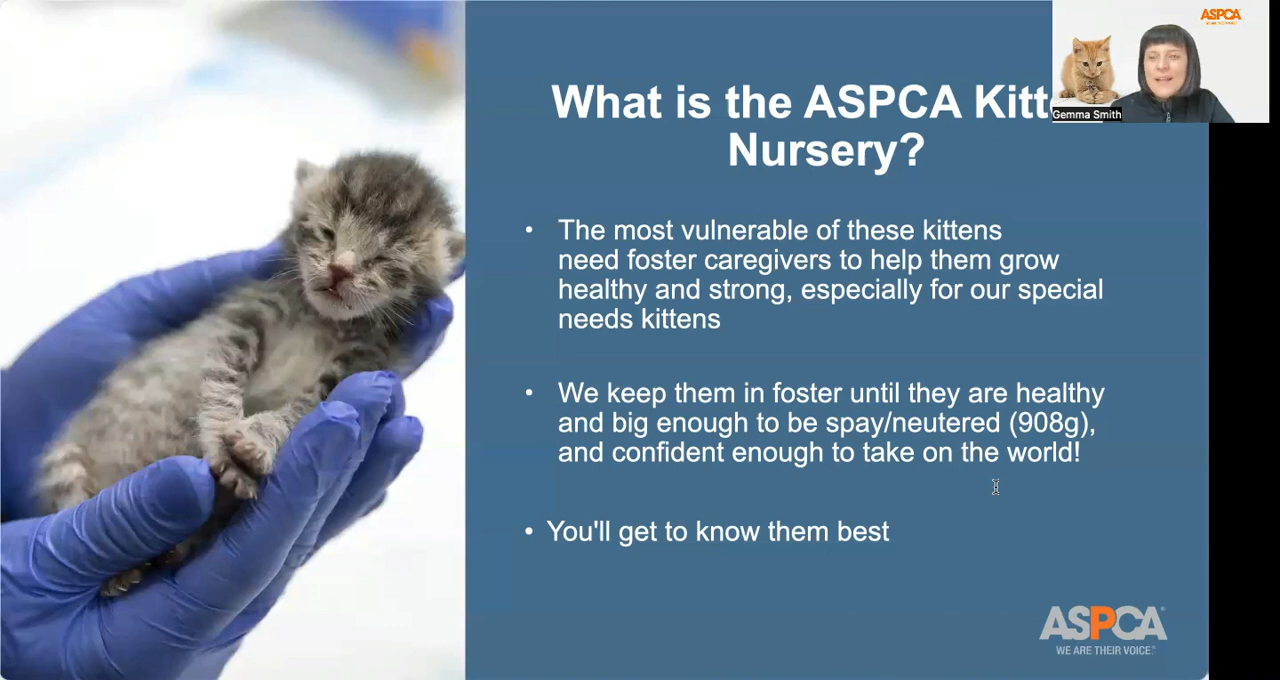 What is the ASPCA Kitt
Nursery?
ASPCA
Gemma Smith
• The most vulnerable of these kittens
need foster caregivers to help them grow
healthy and strong, especially for our special
needs kittens
• We keep them in foster until they are healthy
and big enough to be spay/neutered (908g),
and confident enough to take on the world!
• You'll get to know them best
ASPCA®
WE ARE THEIR VOICE.®